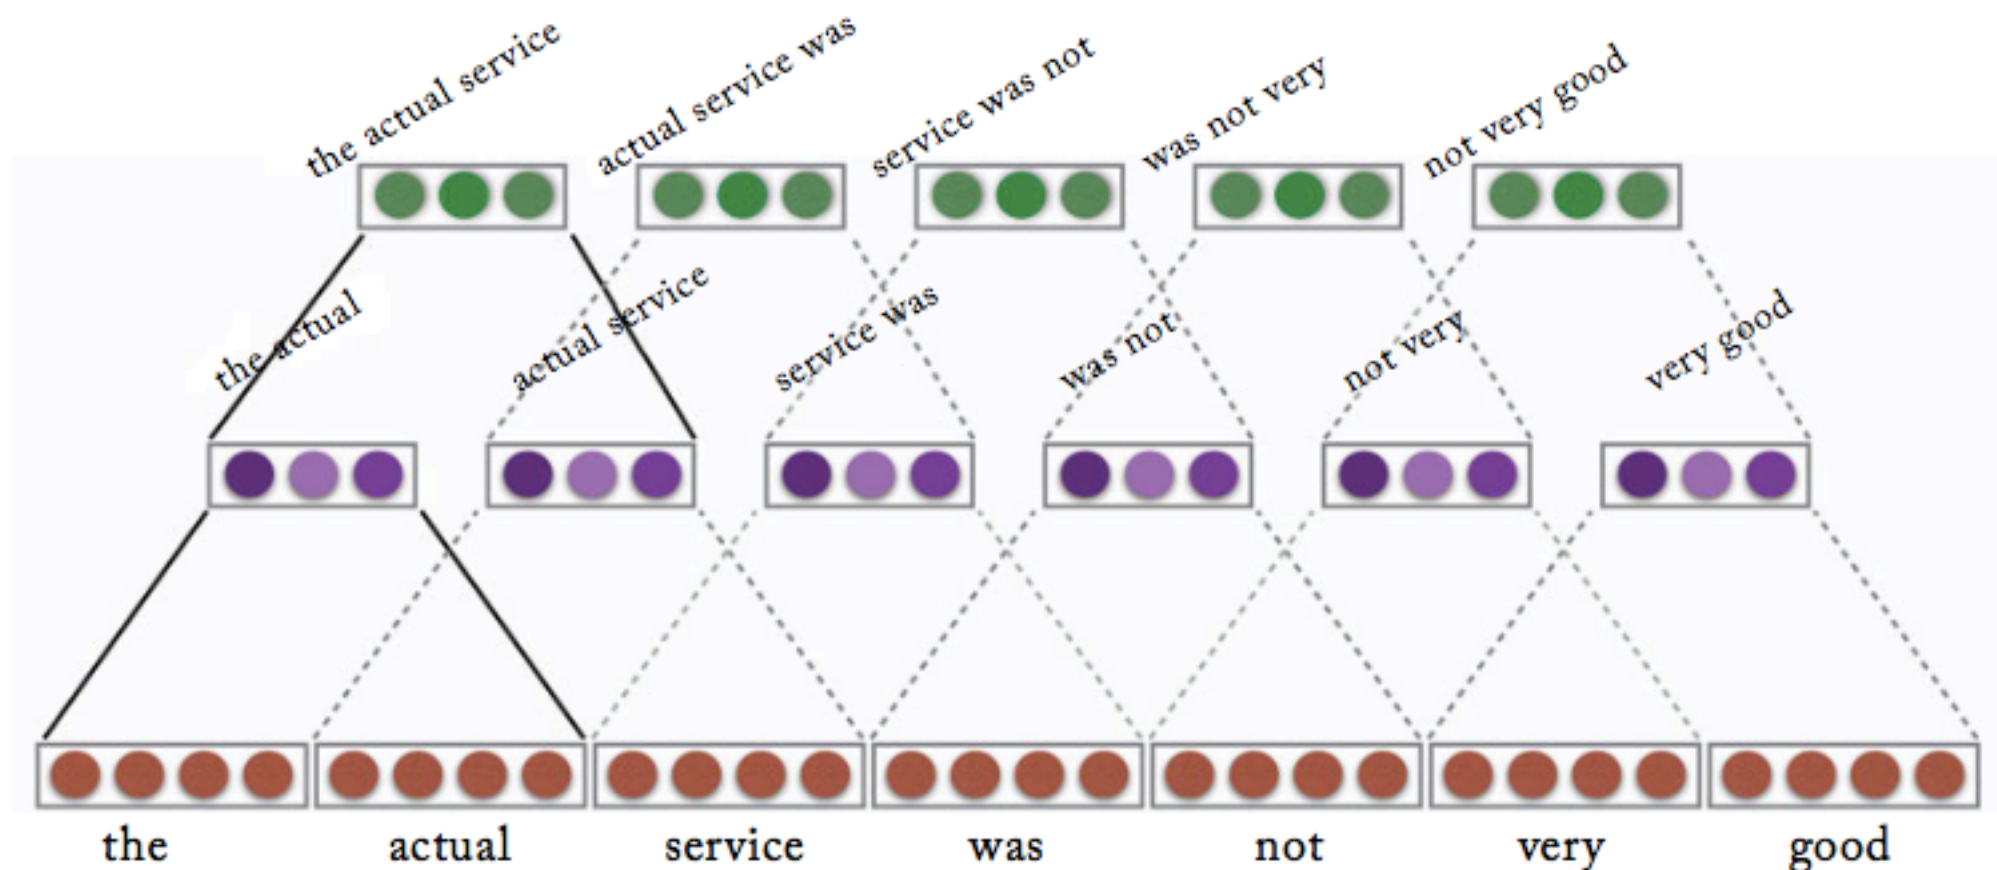 the actual service
actual service was
service was not
was not very
not very good
the actual
actual service
service was
was not
not very
very good
the
actual
service
was
not
very
good